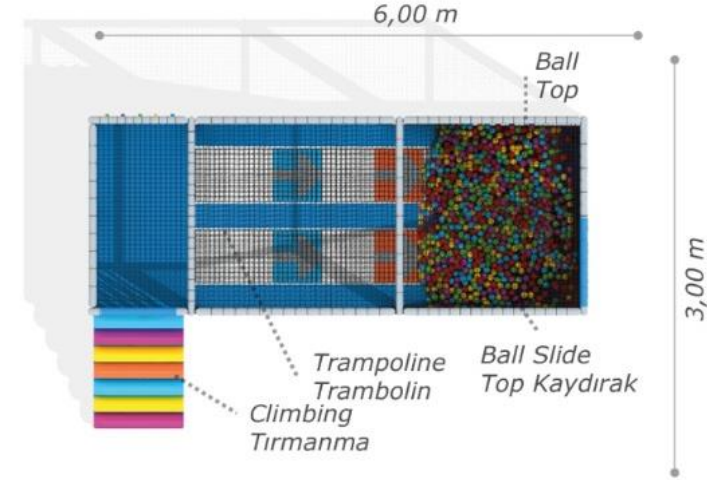 6,00 m
Ball
Top
3,00 m
Trampoline
Trambolin
Ball Slide
Top Kaydırak
Climbing
Tırmanma